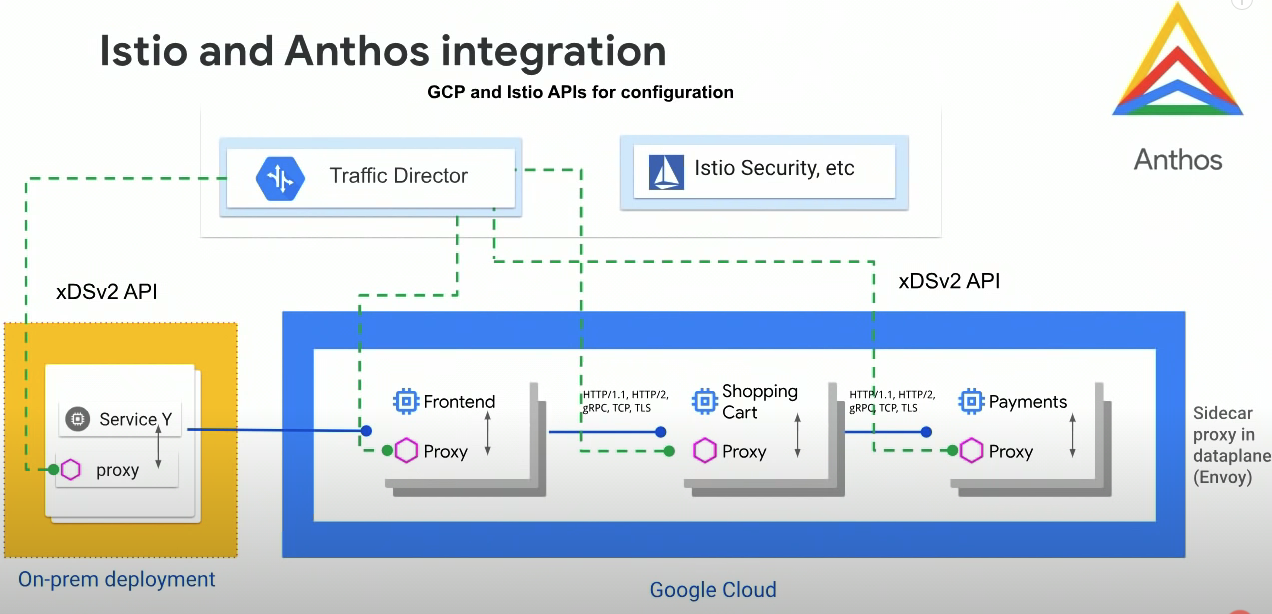 Istio and Anthos integration
GCP and Istio APIs for configuration
Anthos
Traffic Director
Istio Security, etc
xDSv2 API
xDSv2 API
Service Y
proxy
Frontend
Proxy
HTTP/1.1, HTTP/2,
gRPC, TCP, TLS
Shopping
Cart
Proxy
HTTP/1.1, HTTP/2,
gRPC, TCP, TLS
Payments
Proxy
Sidecar
proxy in
dataplane
(Envoy)
On-prem deployment
Google Cloud